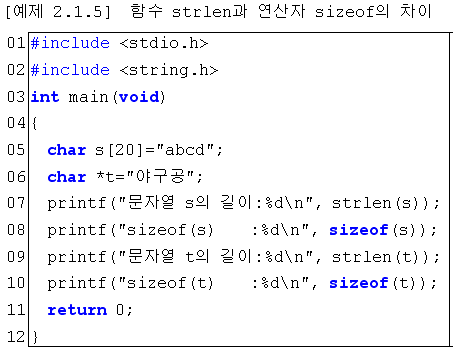 [예제 2.1.5] 함수 strlen과 연산자 sizeof의 차이
01 #include <stdio.h>
02 #include <string.h>
03 int main(void)
04 {
05 char s[20]="abcd";
06 char *t="야구공";
07 printf("문자열 s의 길이:%d\n", strlen(s));
08 printf("sizeof(s)   :%d\n", sizeof(s));
09 printf("문자열 t의 길이:%d\n", strlen(t));
10 printf("sizeof(t)   :%d\n", sizeof(t));
11 return 0;
12 }